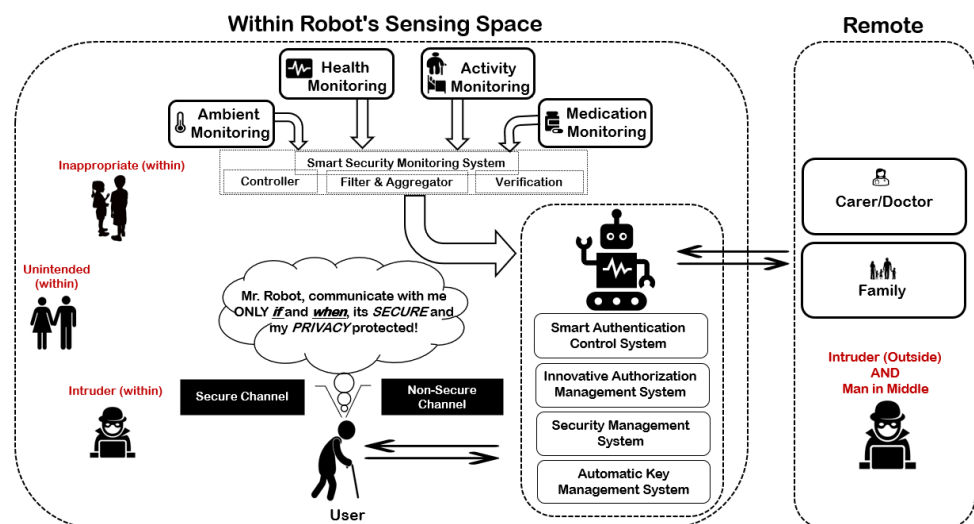 Within Robot's Sensing Space
Remote
Health
Monitoring
Activity
Monitoring
Ambient
Monitoring
Medication
Monitoring
Smart Security Monitoring System
Controller
Filter & Aggregator
Verification
Inappropriate (within)
Unintended
(within)
Intruder (within)
Mr. Robot, communicate with me
ONLY if and when, its SECURE and
my PRIVACY protected!
Secure Channel
Non-Secure
Channel
User
Smart Authentication
Control System
Innovative Authorization
Management System
Security Management
System
Automatic Key
Management System
Carer/Doctor
Family
Intruder (Outside)
AND
Man in Middle